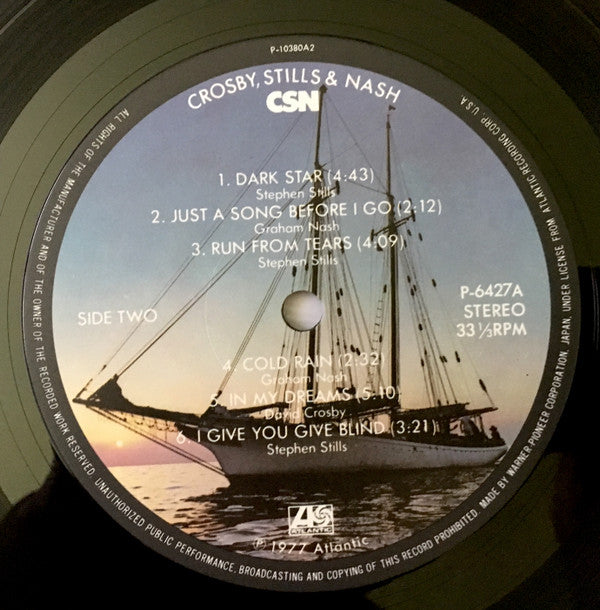 P-10380A2
CROSBY, STILLS & NASH
CSN
1. DARK STAR (4:43)
Stephen Stills
2. JUST A SONG BEFORE I GO (2:12)
Graham Nash
3. RUN FROM TEARS (4:09)
Stephen Stills
SIDE TWO
P-6427A
STEREO
33 ⅓ RPM
4. COLD RAIN (2:32)
Graham Nash
5. IN MY DREAMS (5:10)
David Crosby
6. I GIVE YOU GIVE BLIND (3:21)
Stephen Stills
ATLANTIC
Ⓟ 1977 Atlantic
ALL RIGHTS OF THE MANUFACTURER AND OF THE OWNER OF THE RECORDED WORK RESERVED. UNAUTHORIZED PUBLIC PERFORMANCE, BROADCASTING AND COPYING OF THIS RECORD PROHIBITED. MADE BY WARNER-PIONEER CORPORATION, JAPAN, UNDER LICENSE FROM ATLANTIC RECORDING CORP., U.S.A.